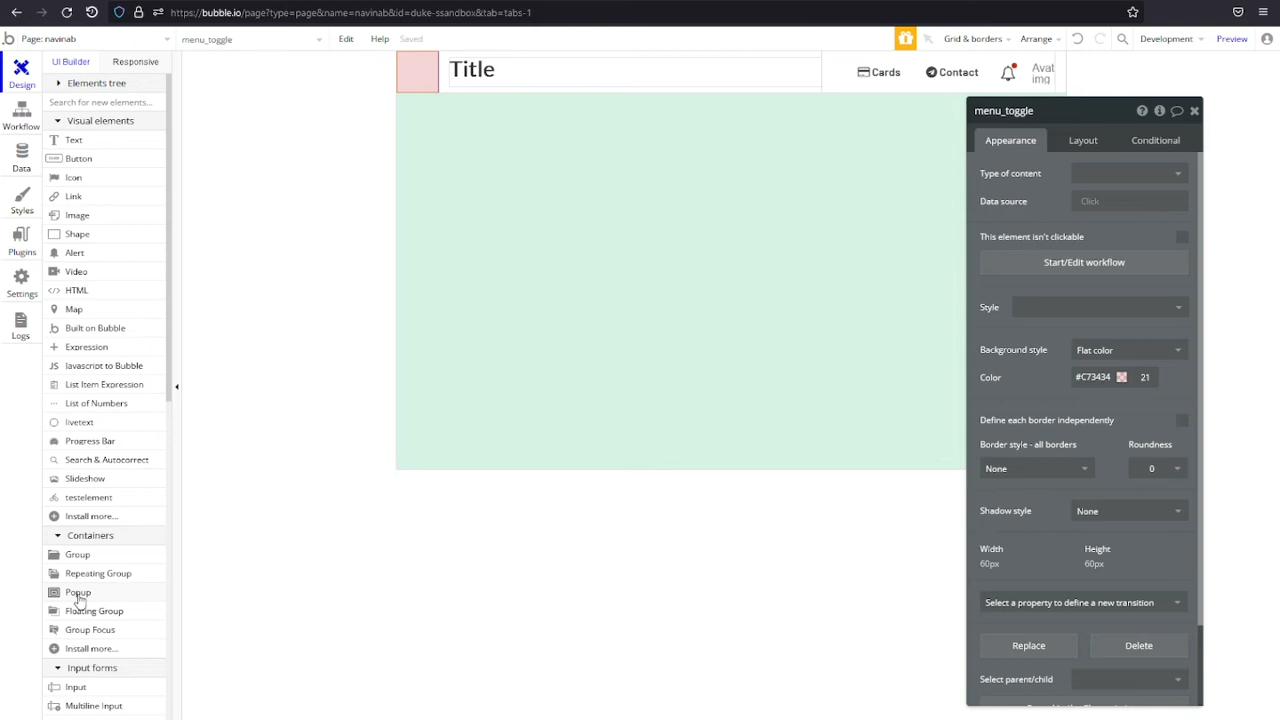 https://bubble.io/page?type=page&name=navinab&id=duke-ssandbox&tab=tabs-1
Page: navinab
menu_toggle
Edit
Help
Saved
Grid & borders
Arrange
Development
Preview
Design
Workflow
Data
Styles
Plugins
Settings
Logs
UI Builder
Responsive
Elements tree
Search for new elements...
Visual elements
Text
Button
Icon
Link
Image
Shape
Alert
Video
HTML
Map
Built on Bubble
Expression
Javascript to Bubble
List Item Expression
List of Numbers
livetext
Progress Bar
Search & Autocorrect
Slideshow
testelement
Install more...
Containers
Group
Repeating Group
Popup
Floating Group
Group Focus
Install more...
Input forms
Input
Multiline Input
Title
Cards
Contact
Avat
img
menu_toggle
Appearance
Layout
Conditional
Type of content
Data source
Click
This element isn't clickable
Start/Edit workflow
Style
Background style
Flat color
Color
#C73434
21
Define each border independently
Border style - all borders
Roundness
None
0
Shadow style
None
Width
Height
60px
60px
Select a property to define a new transition
Replace
Delete
Select parent/child